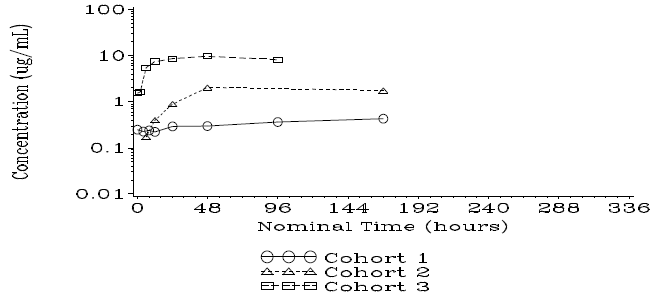 Concentration (ug/mL)
100
10
1
0.1
0.01
0 48 96 144 192 240 288 336
Nominal Time (hours)
Cohort 1
Cohort 2
Cohort 3